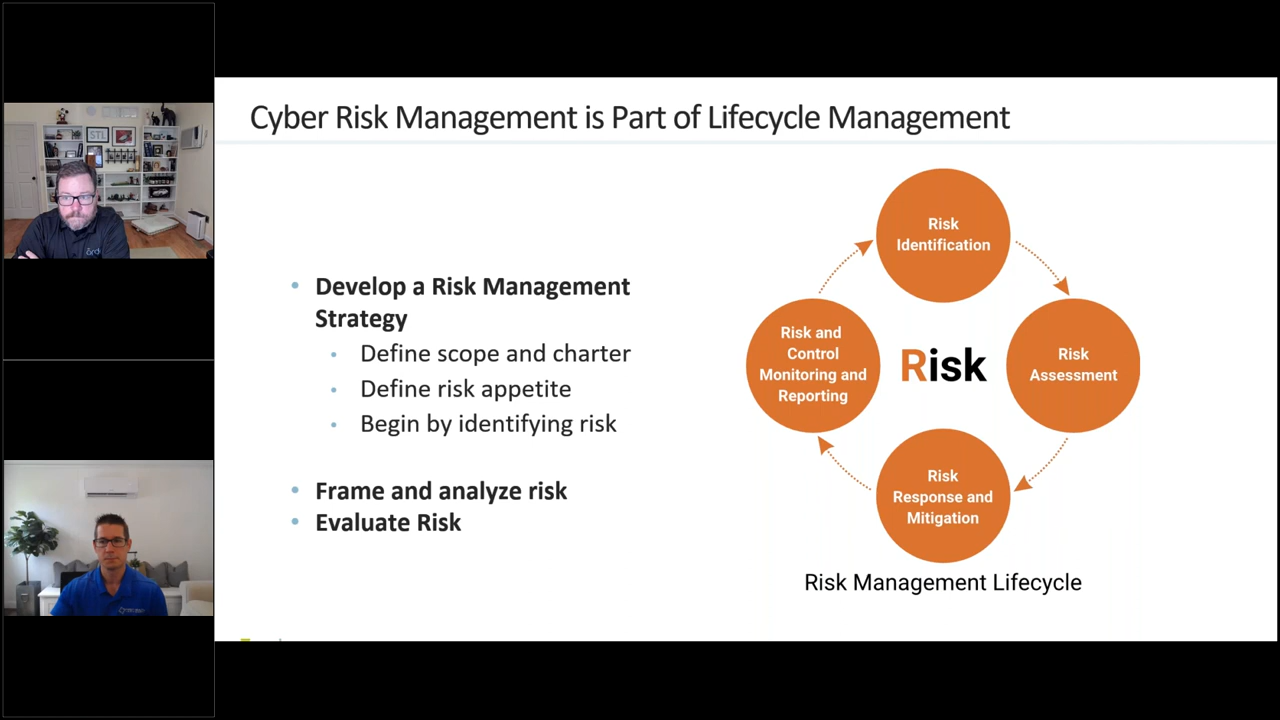 Cyber Risk Management is Part of Lifecycle Management
• Develop a Risk Management
Strategy
• Define scope and charter
• Define risk appetite
• Begin by identifying risk
• Frame and analyze risk
• Evaluate Risk
Risk
Identification
Risk
Assessment
Risk
Response and
Mitigation
Risk and
Control
Monitoring and
Reporting
Risk
Risk Management Lifecycle
STL